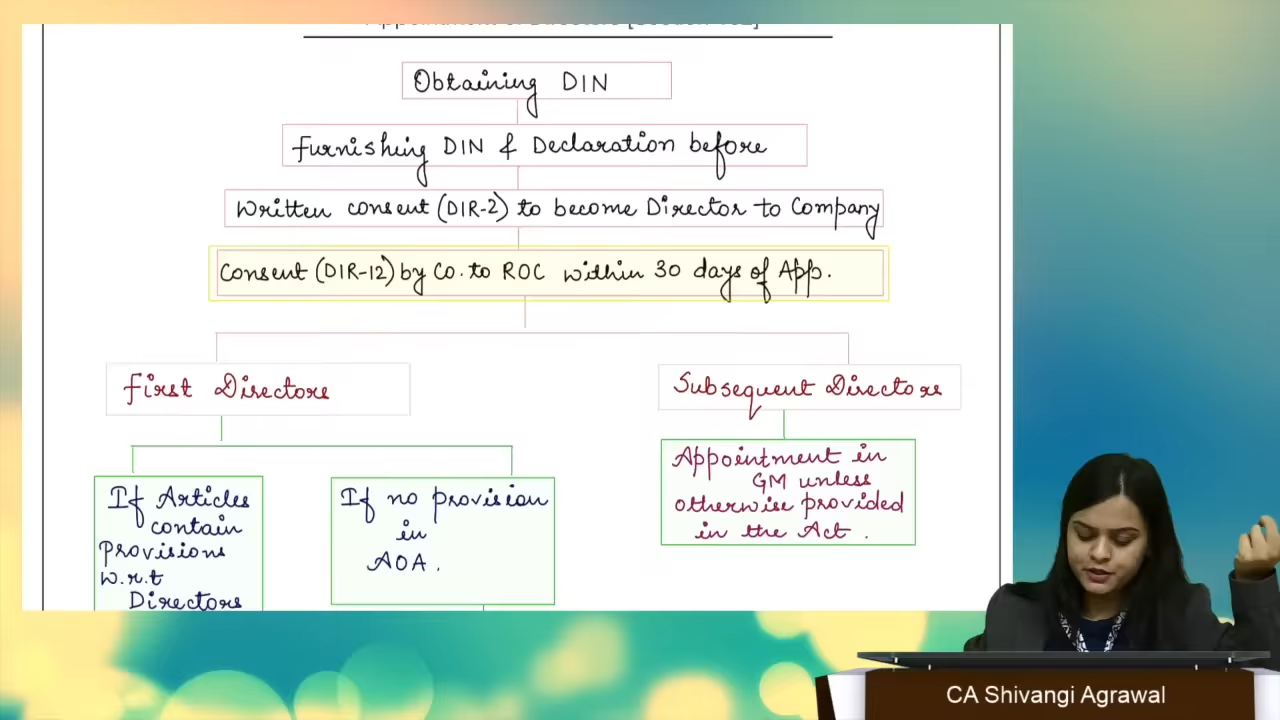 Obtaining DIN
Furnishing DIN & Declaration before
Written consent (DIR-2) to become Director to Company
Consent (DIR-12) by Co. to ROC within 30 days of App.
First Directors
Subsequent Directors
If Articles
contain
Provisions
w.r.t
Directors
If no provision
in
AOA.
Appointment in
GM unless
otherwise provided
in the Act.
CA Shivangi Agrawal